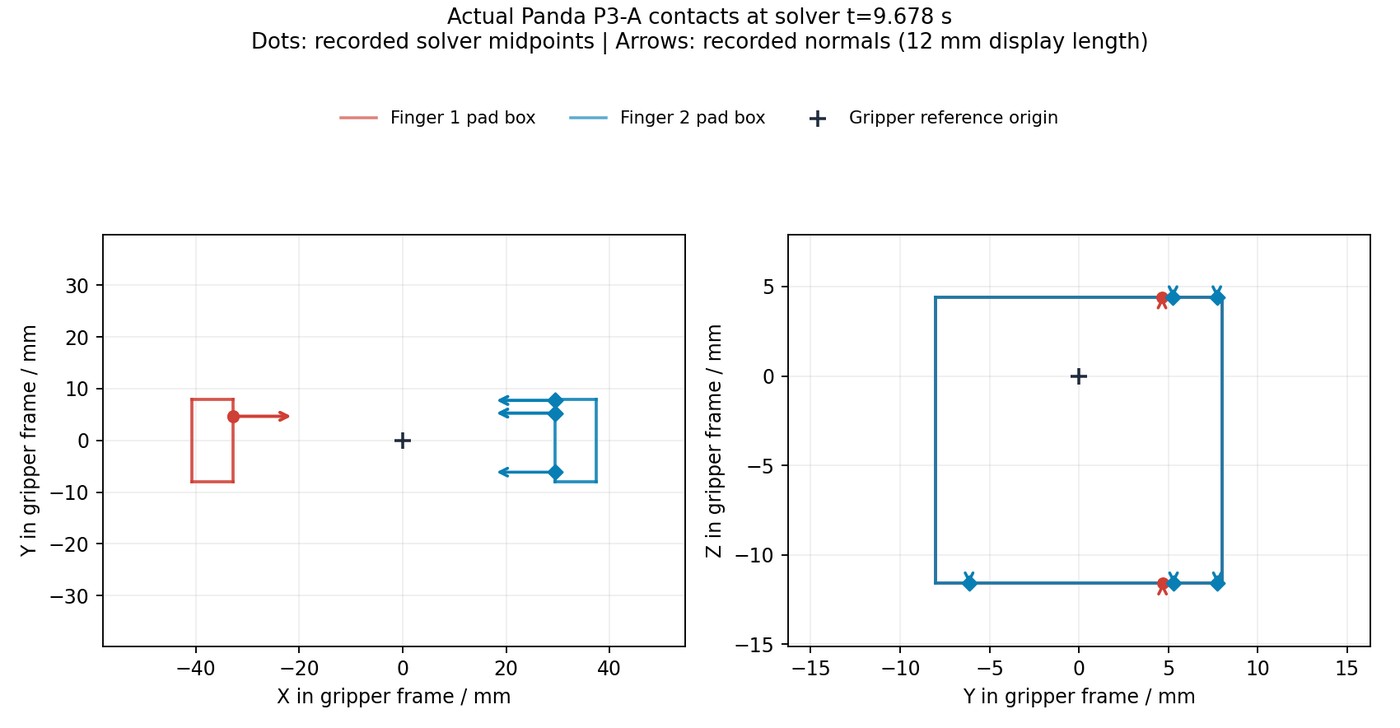 Actual Panda P3-A contacts at solver t=9.678 s
Dots: recorded solver midpoints | Arrows: recorded normals (12 mm display length)
Finger 1 pad box
Finger 2 pad box
Gripper reference origin
30
20
10
0
−10
−20
−30
Y in gripper frame / mm
−40
−20
0
20
40
X in gripper frame / mm
5
0
−5
−10
−15
Z in gripper frame / mm
−15
−10
−5
0
5
10
15
Y in gripper frame / mm